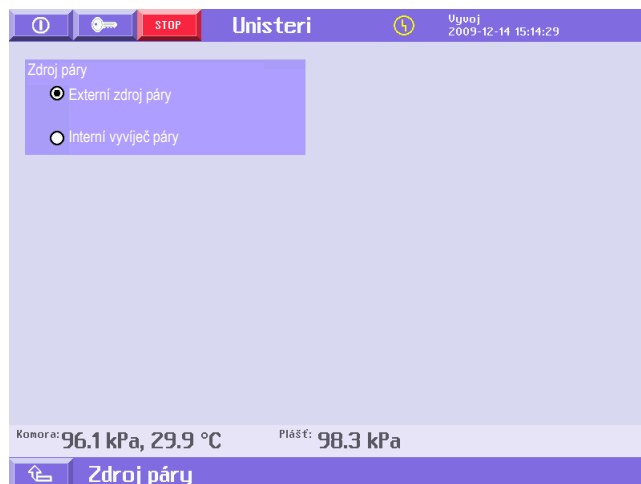 STOP
Unisteri
Vyvoj
2009-12-14 15:14:29
Zdroj páry
Externí zdroj páry
Interní vyvíječ páry
Komora: 96.1 kPa, 29.9 °C
Plášť: 98.3 kPa
Zdroj páry